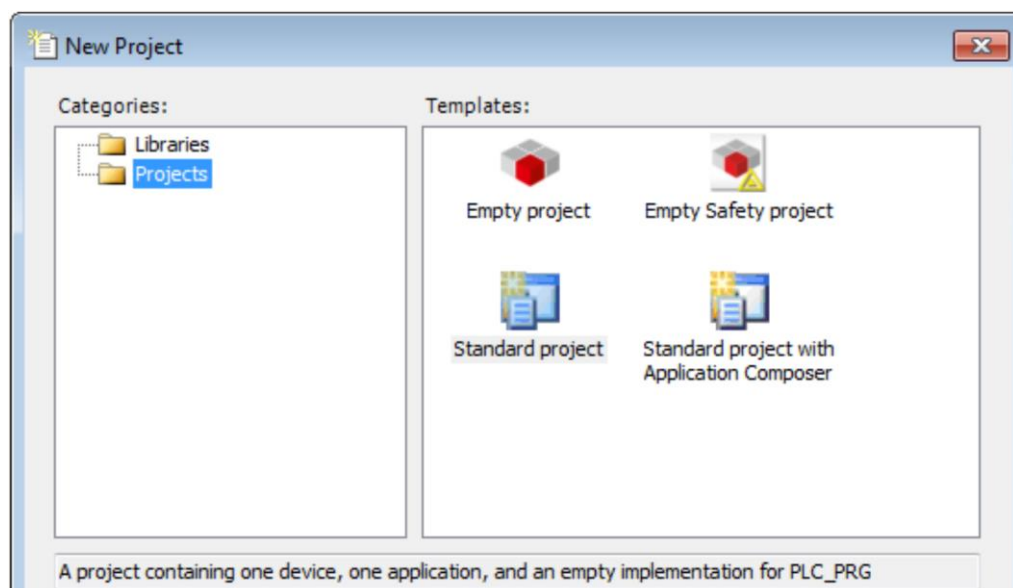 New Project
Categories:
Templates:
Libraries
Projects
Empty project
Empty Safety project
Standard project
Standard project with
Application Composer
A project containing one device, one application, and an empty implementation for PLC_PRG